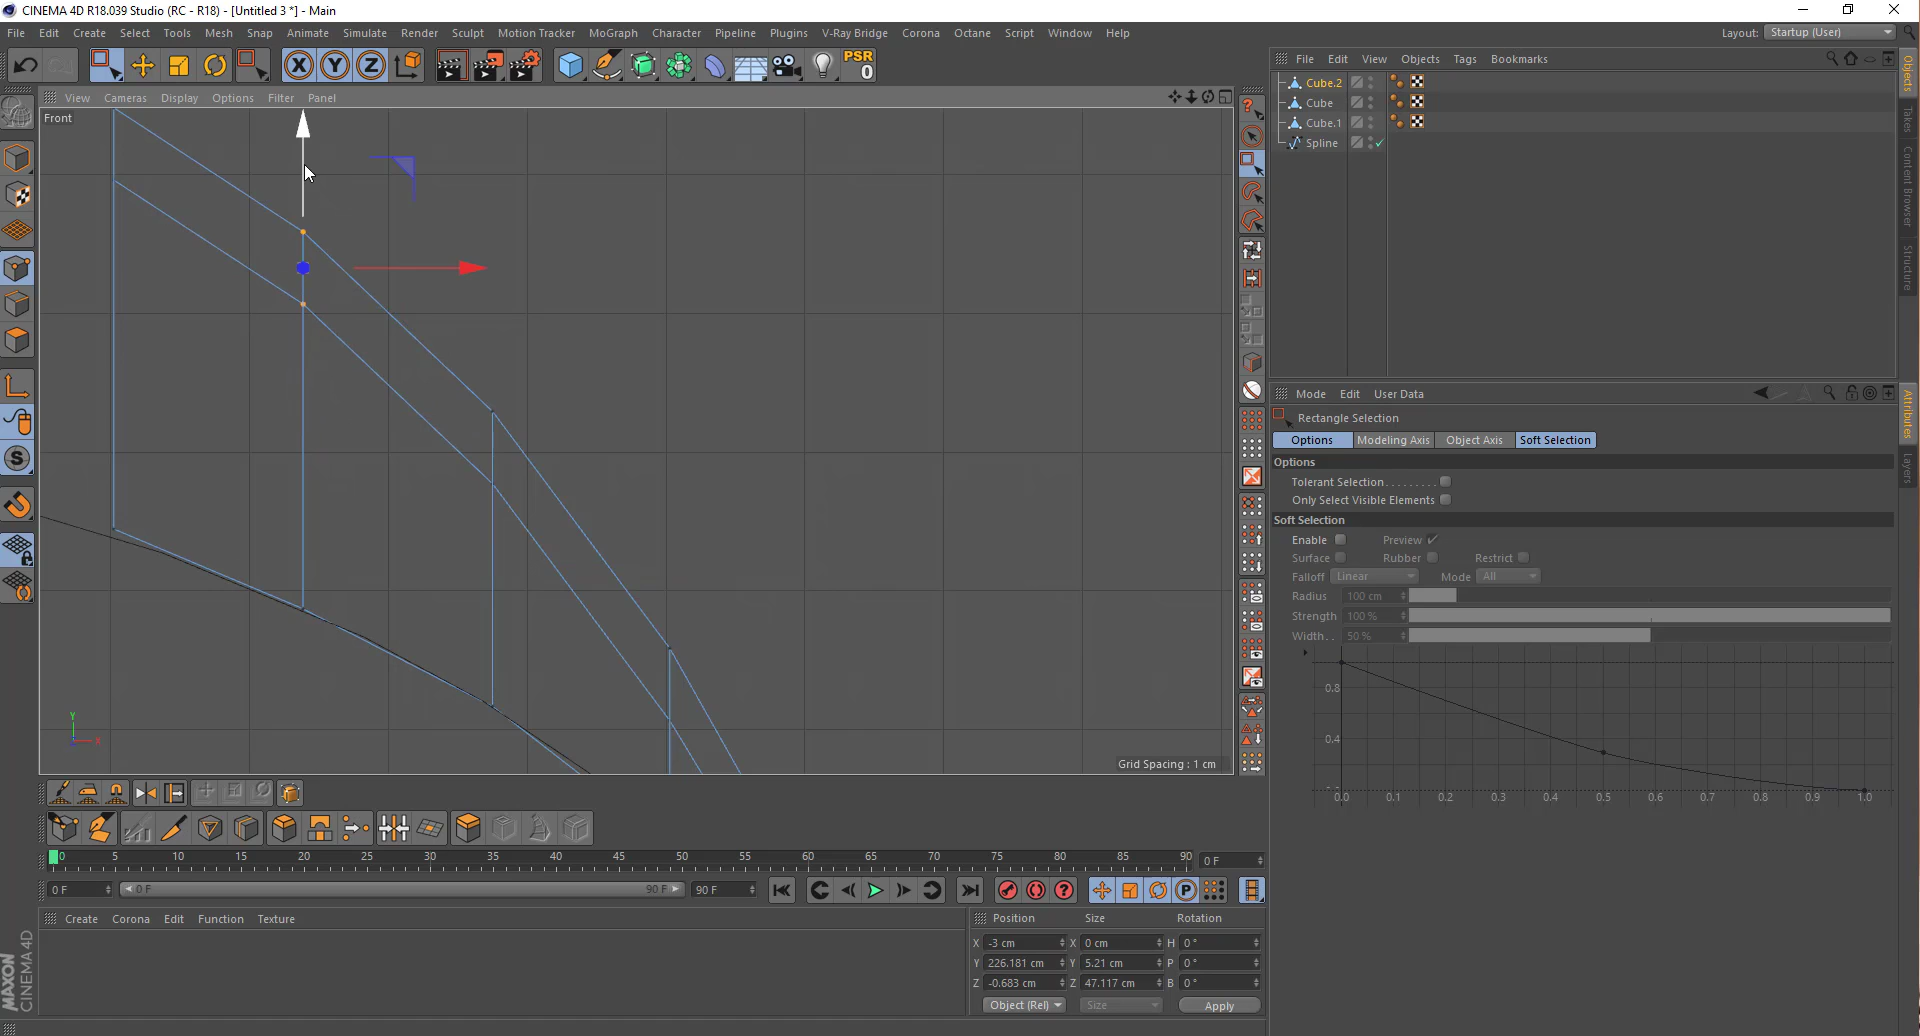 CINEMA 4D R18.039 Studio (RC - R18) - [Untitled 3 *] - Main
File Edit Create Select Tools Mesh Snap Animate Simulate Render Sculpt Motion Tracker MoGraph Character Pipeline Plugins V-Ray Bridge Corona Octane Script Window Help
Layout: Startup (User)
X Y Z PSR 0
File Edit View Objects Tags Bookmarks
View Cameras Display Options Filter Panel
Front
Cube.2
Cube
Cube.1
Spline
Objects
Takes
Content Browser
Structure
Mode Edit User Data
Rectangle Selection
Options Modeling Axis Object Axis Soft Selection
Options
Tolerant Selection
Only Select Visible Elements
Soft Selection
Enable Preview
Surface Rubber Restrict
Falloff Linear Mode All
Radius 100 cm
Strength 100 %
Width . . 50 %
0.8
0.4
0.0 0.1 0.2 0.3 0.4 0.5 0.6 0.7 0.8 0.9 1.0
Attributes
Layers
Y
X
Grid Spacing : 1 cm
0 5 10 15 20 25 30 35 40 45 50 55 60 65 70 75 80 85 90
0 F
0 F 0 F 90 F 90 F
P
Create Corona Edit Function Texture
Position Size Rotation
X -3 cm X 0 cm H 0 °
Y 226.181 cm Y 5.21 cm P 0 °
Z -0.683 cm Z 47.117 cm B 0 °
Object (Rel) Size Apply
MAXON
CINEMA 4D